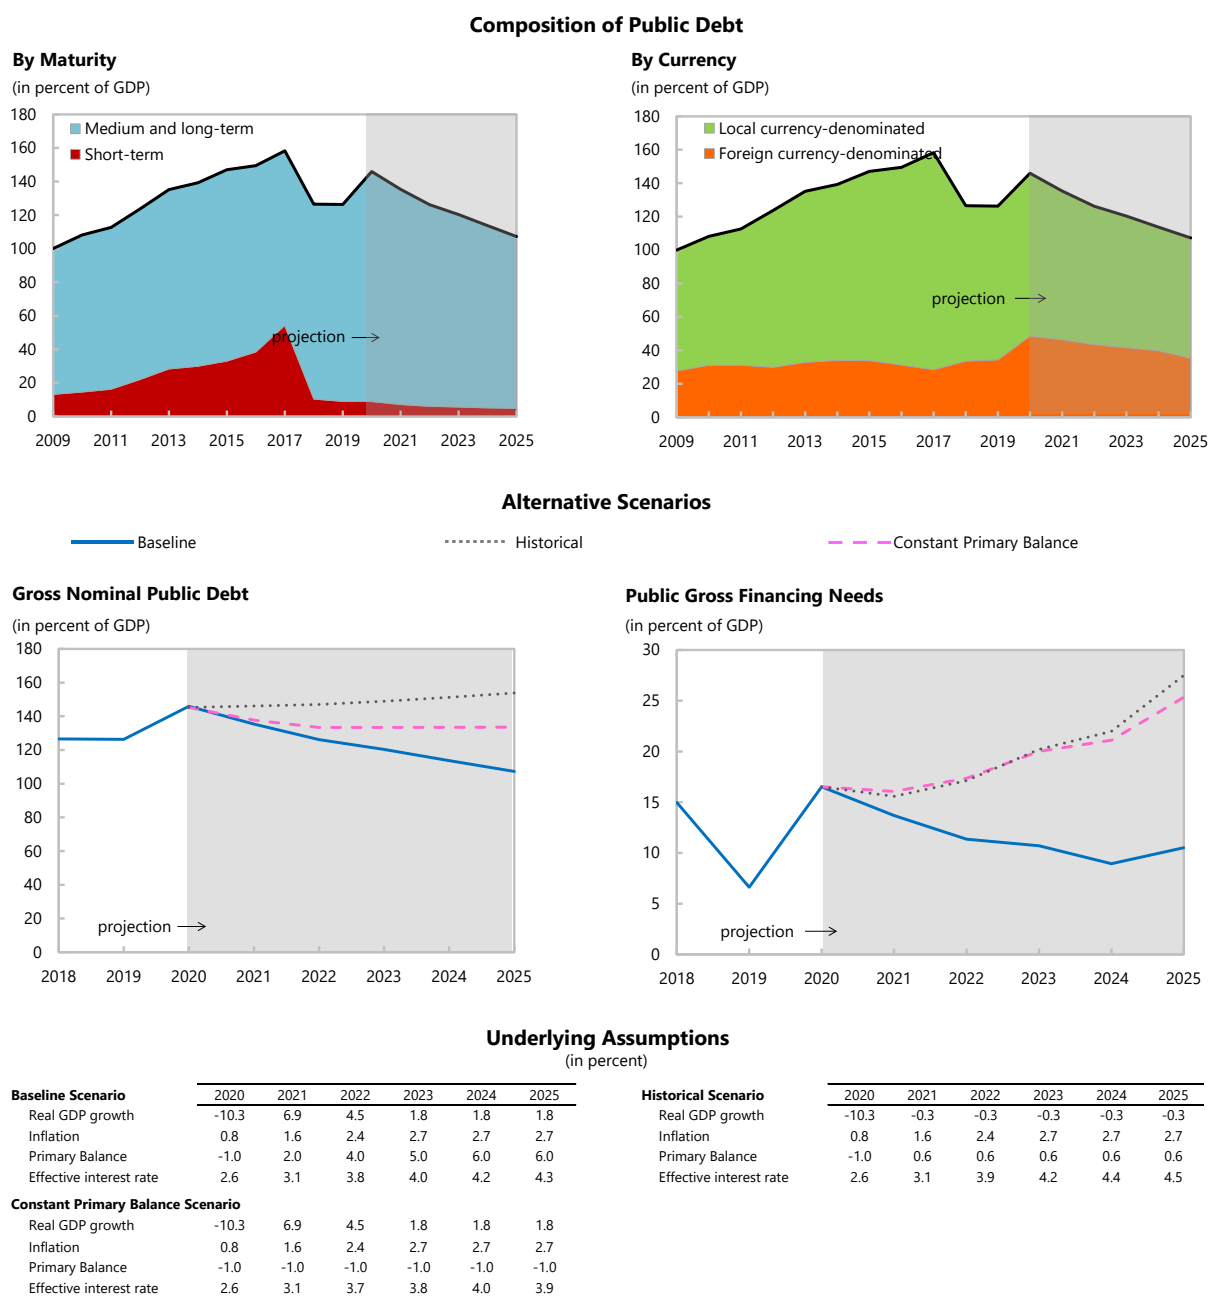 Composition of Public Debt
By Maturity
(in percent of GDP)
180
160
140
120
100
80
60
40
20
0
Medium and long-term
Short-term
projection
2009 2011 2013 2015 2017 2019 2021 2023 2025
By Currency
(in percent of GDP)
180
160
140
120
100
80
60
40
20
0
Local currency-denominated
Foreign currency-denominated
projection
2009 2011 2013 2015 2017 2019 2021 2023 2025
Alternative Scenarios
Baseline Historical Constant Primary Balance
Gross Nominal Public Debt
(in percent of GDP)
180
160
140
120
100
80
60
40
20
0
projection
2018 2019 2020 2021 2022 2023 2024 2025
Public Gross Financing Needs
(in percent of GDP)
30
25
20
15
10
5
0
projection
2018 2019 2020 2021 2022 2023 2024 2025
Underlying Assumptions
(in percent)
Baseline Scenario 2020 2021 2022 2023 2024 2025
Real GDP growth -10.3 6.9 4.5 1.8 1.8 1.8
Inflation 0.8 1.6 2.4 2.7 2.7 2.7
Primary Balance -1.0 2.0 4.0 5.0 6.0 6.0
Effective interest rate 2.6 3.1 3.8 4.0 4.2 4.3
Constant Primary Balance Scenario
Real GDP growth -10.3 6.9 4.5 1.8 1.8 1.8
Inflation 0.8 1.6 2.4 2.7 2.7 2.7
Primary Balance -1.0 -1.0 -1.0 -1.0 -1.0 -1.0
Effective interest rate 2.6 3.1 3.7 3.8 4.0 3.9
Historical Scenario 2020 2021 2022 2023 2024 2025
Real GDP growth -10.3 -0.3 -0.3 -0.3 -0.3 -0.3
Inflation 0.8 1.6 2.4 2.7 2.7 2.7
Primary Balance -1.0 0.6 0.6 0.6 0.6 0.6
Effective interest rate 2.6 3.1 3.9 4.2 4.4 4.5